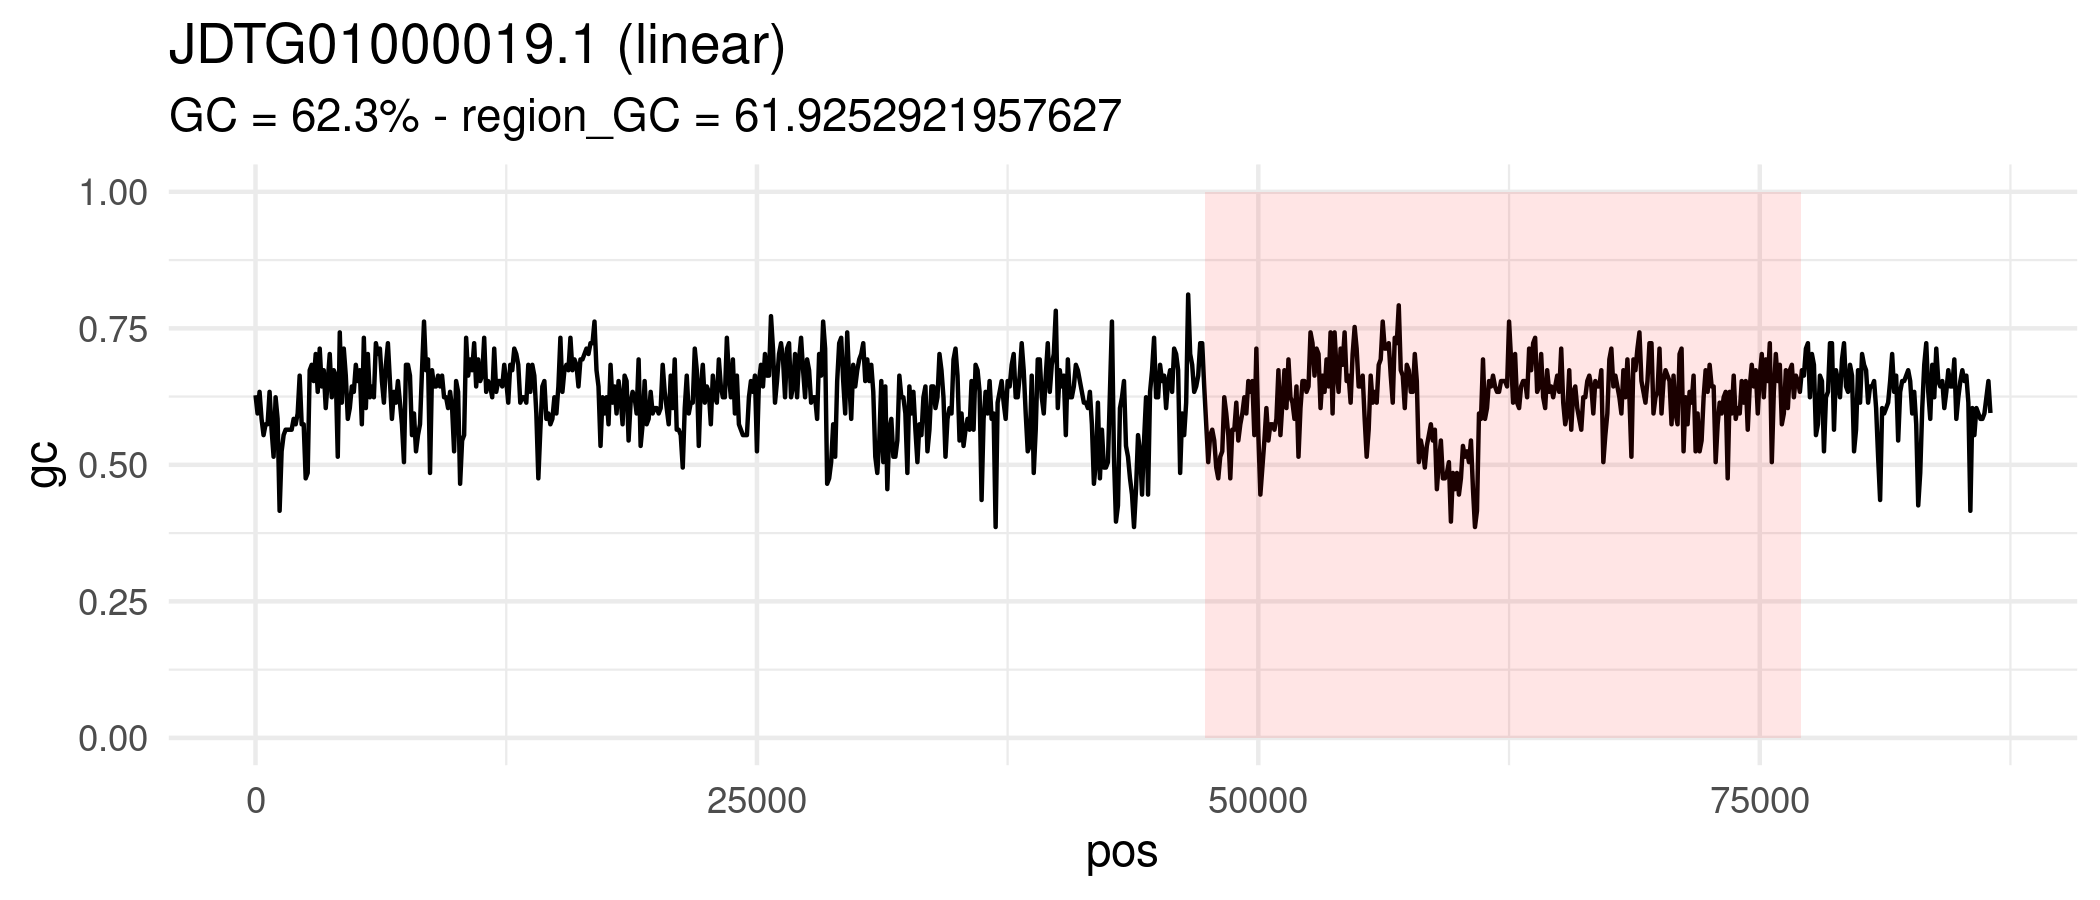 JDTG01000019.1 (linear)
GC = 62.3% - region_GC = 61.9252921957627
1.00
0.75
0.50
0.25
0.00
gc
0 25000 50000 75000
pos